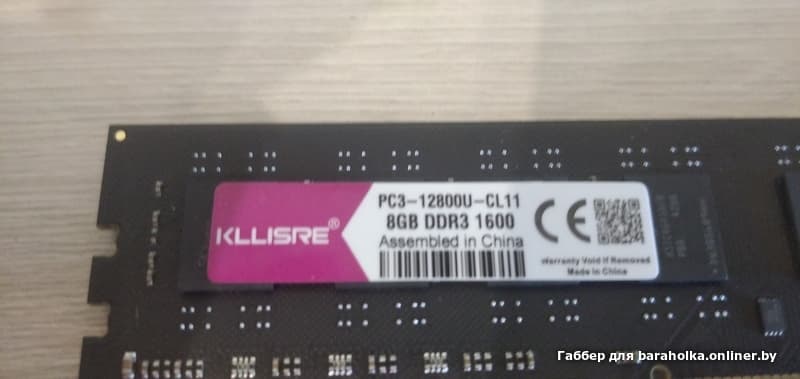 KLLISRE®
PC3-12800U-CL11
8GB DDR3 1600
Assembled in China
CE
Warranty Void If Removed
Made in China
Габбер для baraholka.onliner.by